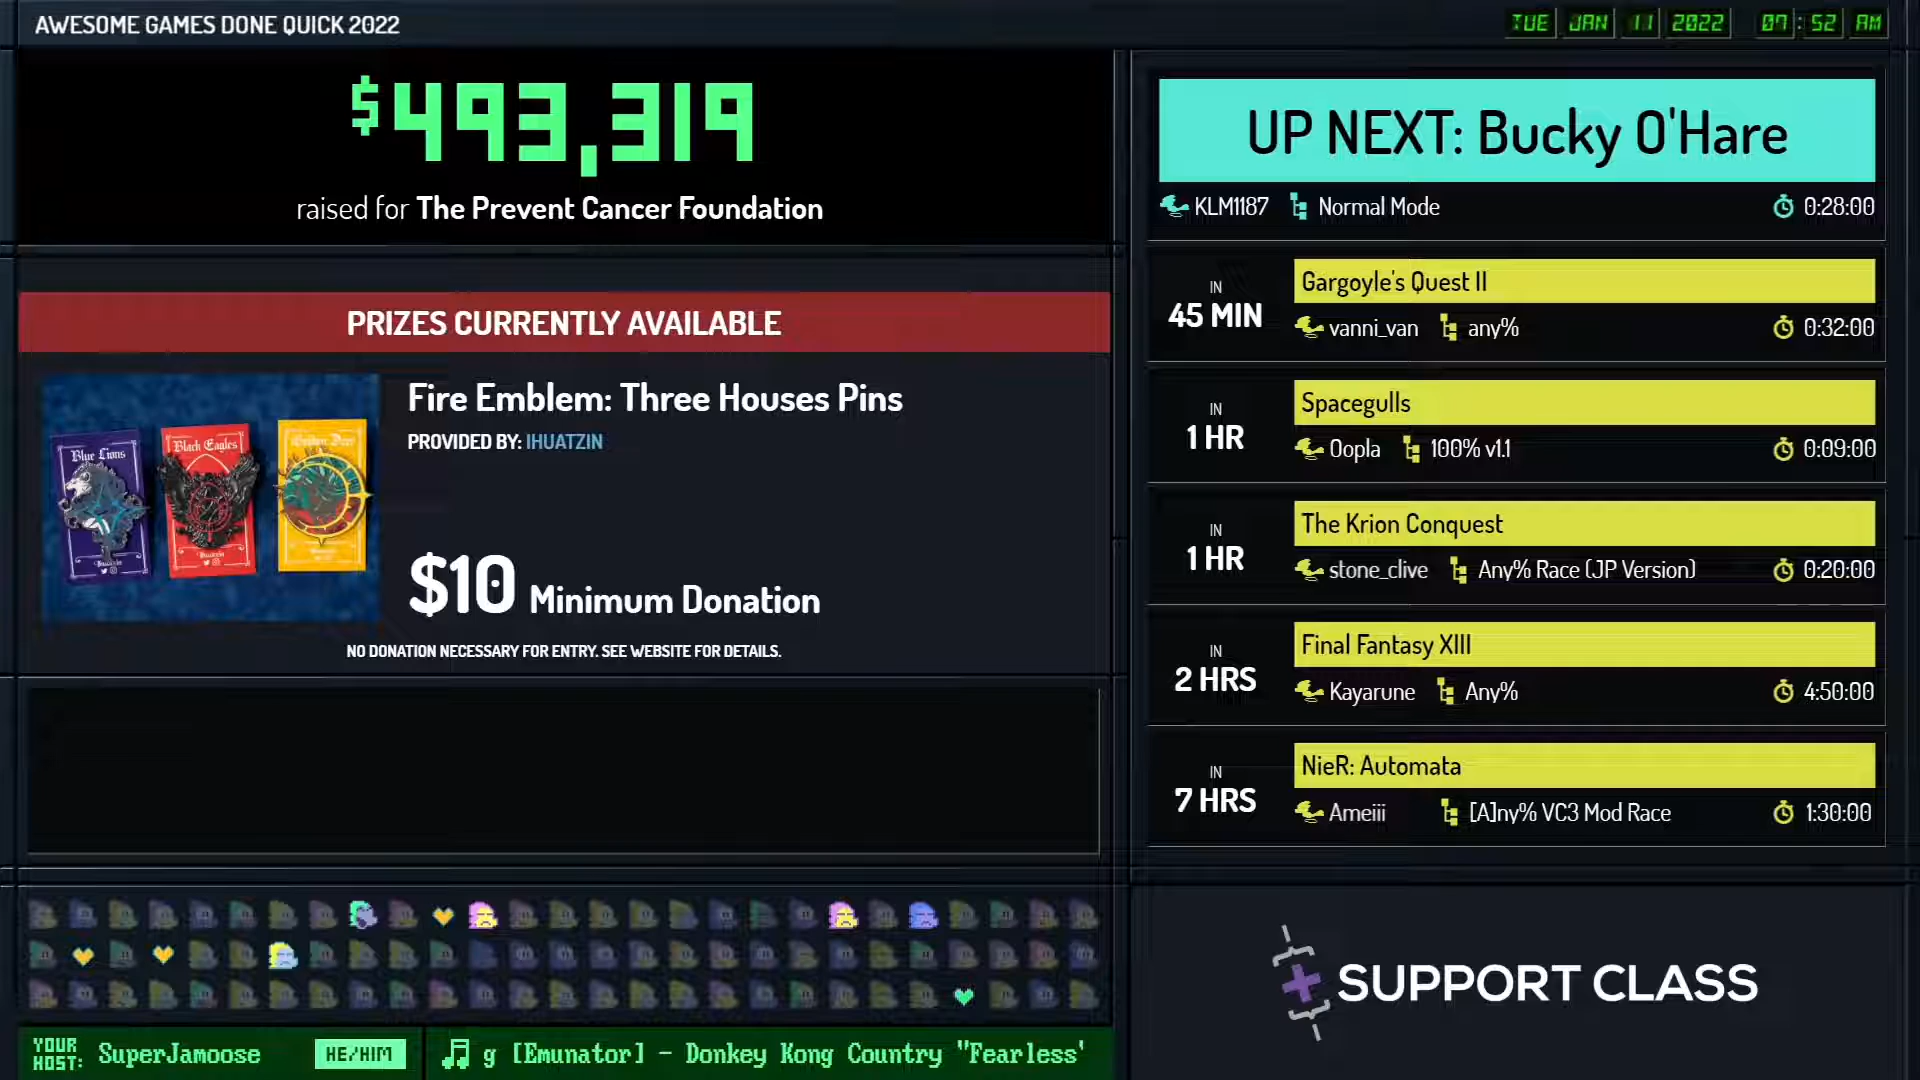 AWESOME GAMES DONE QUICK 2022
TUE JAN 11 2022 07:52 AM
$493,319
raised for The Prevent Cancer Foundation
PRIZES CURRENTLY AVAILABLE
Blue Lions
Black Eagles
Fire Emblem: Three Houses Pins
PROVIDED BY: IHUATZIN
$10 Minimum Donation
NO DONATION NECESSARY FOR ENTRY. SEE WEBSITE FOR DETAILS.
UP NEXT: Bucky O'Hare
KLM1187 Normal Mode 0:28:00
IN 45 MIN
Gargoyle's Quest II
vanni_van any% 0:32:00
IN 1 HR
Spacegulls
Oopla 100% v1.1 0:09:00
IN 1 HR
The Krion Conquest
stone_clive Any% Race (JP Version) 0:20:00
IN 2 HRS
Final Fantasy XIII
Kayarune Any% 4:50:00
IN 7 HRS
NieR: Automata
Ameiii [A]ny% VC3 Mod Race 1:30:00
SUPPORT CLASS
YOUR HOST: SuperJamoose HE/HIM
g [Emunator] - Donkey Kong Country "Fearless'